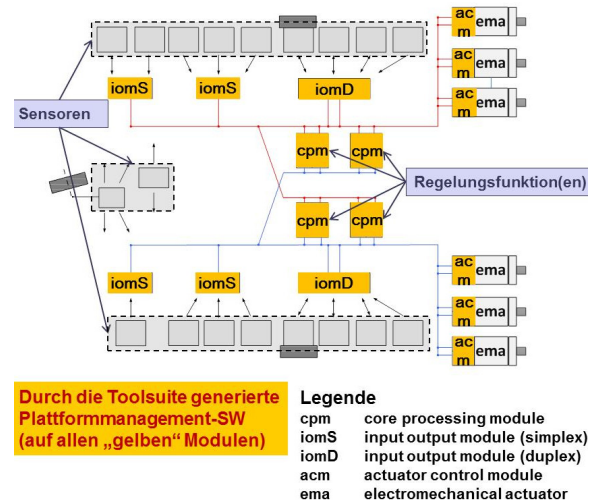 ac
m
ema
ac
m
ema
ac
m
ema
iomS
iomS
iomD
Sensoren
cpm
cpm
Regelungsfunktion(en)
cpm
cpm
iomS
iomS
iomD
ac
m
ema
ac
m
ema
ac
m
ema
Durch die Toolsuite generierte
Plattformmanagement-SW
(auf allen „gelben“ Modulen)
Legende
cpm core processing module
iomS input output module (simplex)
iomD input output module (duplex)
acm actuator control module
ema electromechanical actuator